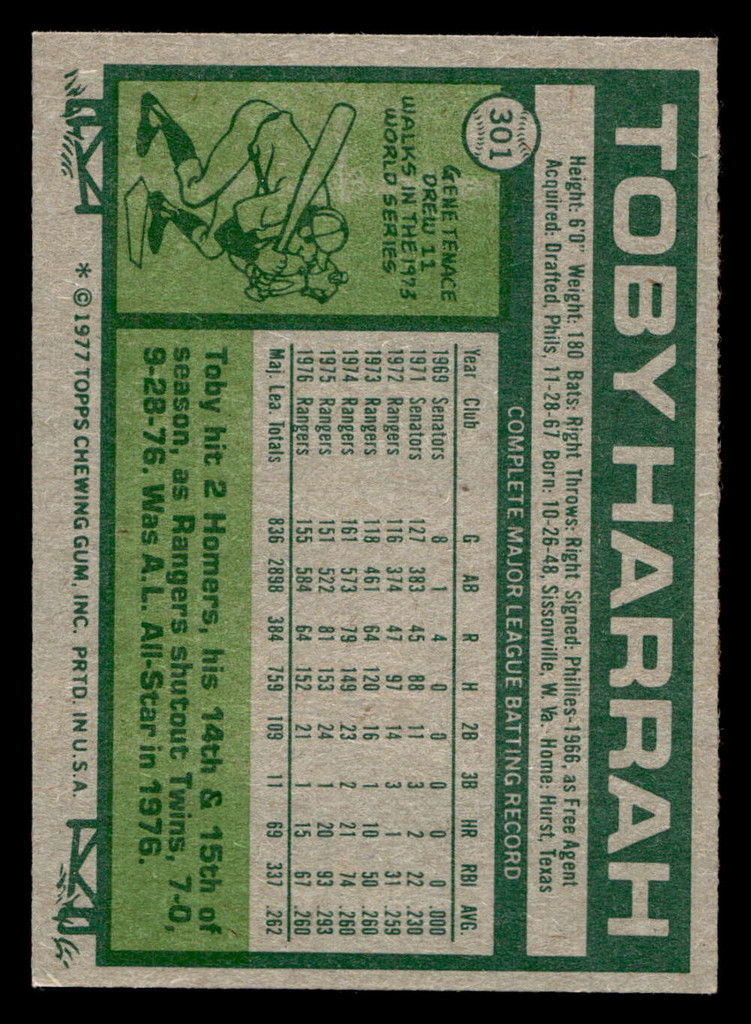 TOBY HARRAH
Height: 6'0" Weight: 180 Bats: Right Throws: Right Signed: Phillies-1966, as Free Agent
Acquired: Drafted, Phils, 11-28-67 Born: 10-26-48, Sissonville, W. Va. Home: Hurst, Texas
301
COMPLETE MAJOR LEAGUE BATTING RECORD
GENE TENACE
DREW 11
WALKS IN THE 1973
WORLD SERIES
Year Club G AB R H 2B 3B HR RBI AVG.
1969 Senators 8 1 4 0 0 0 0 0 .000
1971 Senators 127 383 45 88 11 3 2 22 .230
1972 Rangers 116 374 47 97 14 3 1 31 .259
1973 Rangers 118 461 64 120 16 1 10 50 .260
1974 Rangers 161 573 79 149 23 2 21 74 .260
1975 Rangers 151 522 81 153 24 1 20 93 .293
1976 Rangers 155 584 64 152 21 1 15 67 .260
Maj. Lea. Totals 836 2898 384 759 109 11 69 337 .262
Toby hit 2 Homers, his 14th & 15th of
season, as Rangers shutout Twins, 7-0,
9-28-76. Was A.L. All-Star in 1976.
* © 1977 TOPPS CHEWING GUM, INC. PRTD. IN U.S.A.